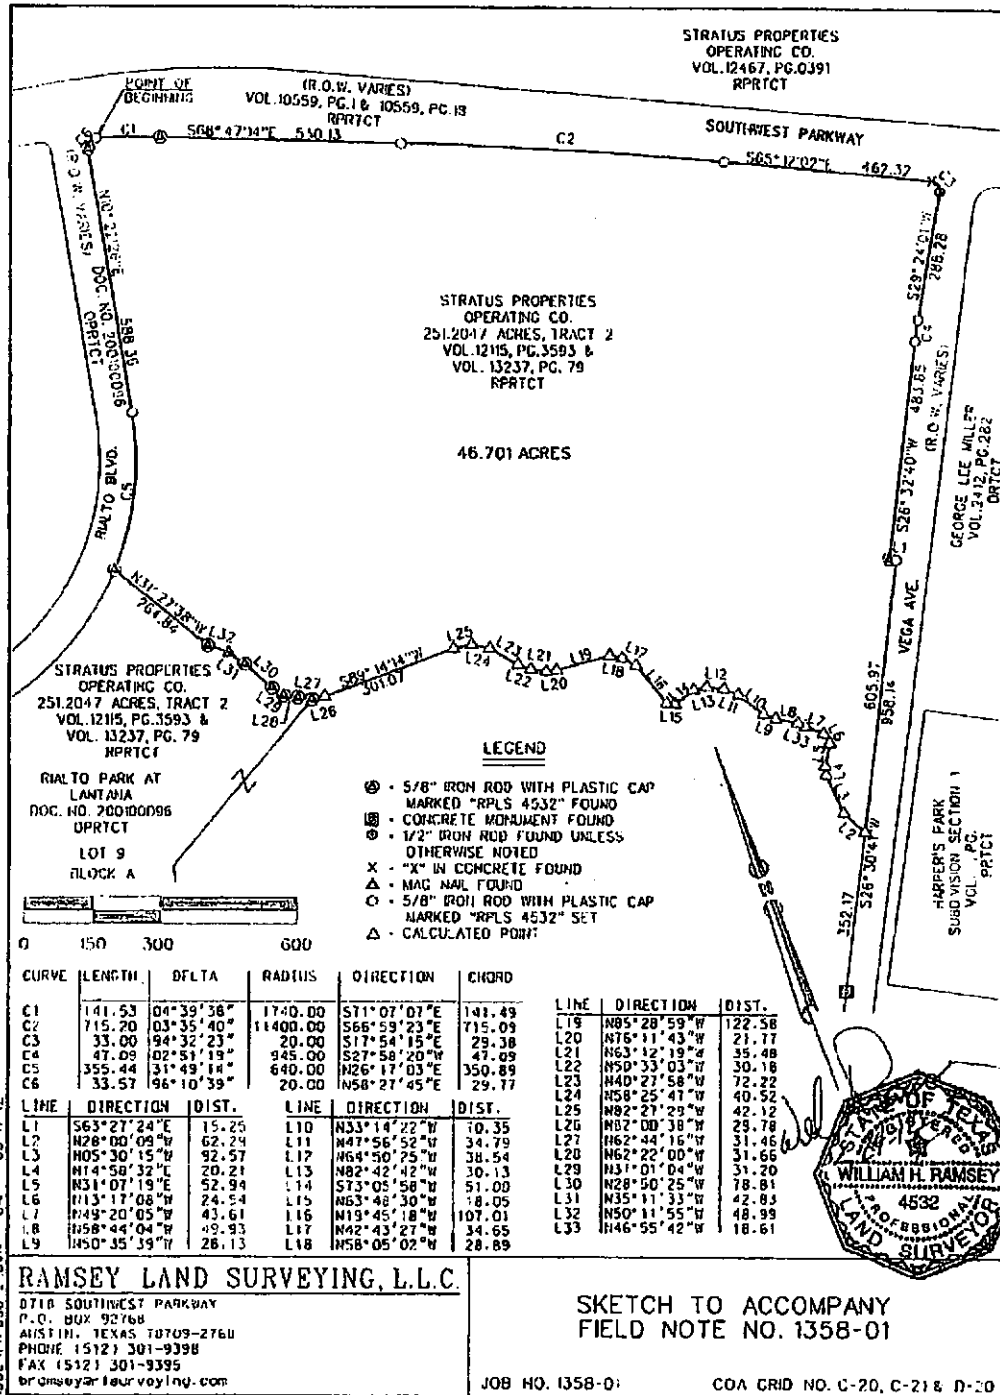 STRATUS PROPERTIES
OPERATING CO.
VOL.12467, PG.0391
RPRTCT
POINT OF
BEGINNING
(R.O.W. VARIES)
VOL.10559, PG.1 & 10559, PG.13
RPRTCT
C6
C1
S68°47'14"E 530.13
C2
SOUTHWEST PARKWAY
S65°12'02"E 462.32
C3
(R.O.W. VARIES) DOC. NO. 200100096
OPRTCT
588.36
RIALTO BLVD.
C5
S29°24'01"W
288.28
C4
S26°32'40"W 483.65
(R.O.W. VARIES)
GEORGE LEE MILLER
VOL.3412, PG.282
DRTCT
VEGA AVE.
L1
605.97
958.14
S26°30'41"W
352.17
HARPER'S PARK
SUBDIVISION SECTION 1
VOL. , PG.
PRTCT
STRATUS PROPERTIES
OPERATING CO.
251.2047 ACRES, TRACT 2
VOL.12115, PG.3593 &
VOL. 13237, PG. 79
RPRTCT
46.701 ACRES
N31°27'38"W
264.84
L32
L31
L30
L29
L28
L27
L26
S89°14'14"W
301.07
L25
L24
L23
L22
L21
L20
L19
L18
L17
L16
L15
L14
L13
L12
L11
L10
L9
L8
L33
L7
L6
L5
L4
L3
L2
STRATUS PROPERTIES
OPERATING CO.
251.2047 ACRES, TRACT 2
VOL.12115, PG.3593 &
VOL. 13237, PG. 79
RPRTCT
RIALTO PARK AT
LANTANA
DOC. NO. 200100096
OPRTCT
LOT 9
BLOCK A
0 150 300 600
LEGEND
- 5/8" IRON ROD WITH PLASTIC CAP
MARKED "RPLS 4532" FOUND
- CONCRETE MONUMENT FOUND
- 1/2" IRON ROD FOUND UNLESS
OTHERWISE NOTED
X - "X" IN CONCRETE FOUND
- MAG NAIL FOUND
- 5/8" IRON ROD WITH PLASTIC CAP
MARKED "RPLS 4532" SET
- CALCULATED POINT
CURVE LENGTH DELTA RADIUS DIRECTION CHORD
C1 141.53 04°39'38" 1740.00 S71°07'07"E 141.49
C2 715.20 03°35'40" 11400.00 S66°59'23"E 715.09
C3 33.00 94°32'23" 20.00 S17°54'15"E 29.38
C4 47.09 02°51'19" 945.00 S27°58'20"W 47.09
C5 355.44 31°49'14" 640.00 N26°17'03"E 350.89
C6 33.57 96°10'39" 20.00 N58°27'45"E 29.77
LINE DIRECTION DIST.
L1 S63°27'24"E 15.25
L2 N28°00'09"W 62.29
L3 N05°30'15"W 92.57
L4 N14°58'32"E 20.21
L5 N31°07'19"E 52.94
L6 N13°17'08"W 24.54
L7 N49°20'05"W 43.61
L8 N58°44'04"W 49.93
L9 N50°35'39"W 26.13
LINE DIRECTION DIST.
L10 N33°14'22"W 70.35
L11 N47°56'52"W 34.79
L12 N64°50'25"W 38.54
L13 N82°42'42"W 30.13
L14 S73°05'58"W 51.00
L15 N63°48'30"W 18.05
L16 N19°45'18"W 107.01
L17 N42°43'27"W 34.65
L18 N58°05'02"W 28.89
LINE DIRECTION DIST.
L19 N85°28'59"W 122.58
L20 N76°11'43"W 21.77
L21 N63°12'19"W 35.48
L22 N50°33'03"W 30.18
L23 N40°27'58"W 72.22
L24 N58°25'47"W 40.52
L25 N82°27'29"W 42.12
L26 N87°00'38"W 29.78
L27 N62°44'16"W 31.46
L28 N62°22'00"W 31.66
L29 N31°01'04"W 31.20
L30 N28°50'25"W 78.81
L31 N35°11'33"W 42.83
L32 N50°11'55"W 48.99
L33 N46°55'42"W 18.61
STATE OF TEXAS
REGISTERED
WILLIAM H. RAMSEY
4532
PROFESSIONAL
LAND SURVEYOR
RAMSEY LAND SURVEYING, L.L.C.
8718 SOUTHWEST PARKWAY
P.O. BOX 92768
AUSTIN, TEXAS 78709-2768
PHONE (512) 301-9398
FAX (512) 301-9395
SKETCH TO ACCOMPANY
FIELD NOTE NO. 1358-01
JOB NO. 1358-01
COA GRID NO. C-20, C-21 & D-20